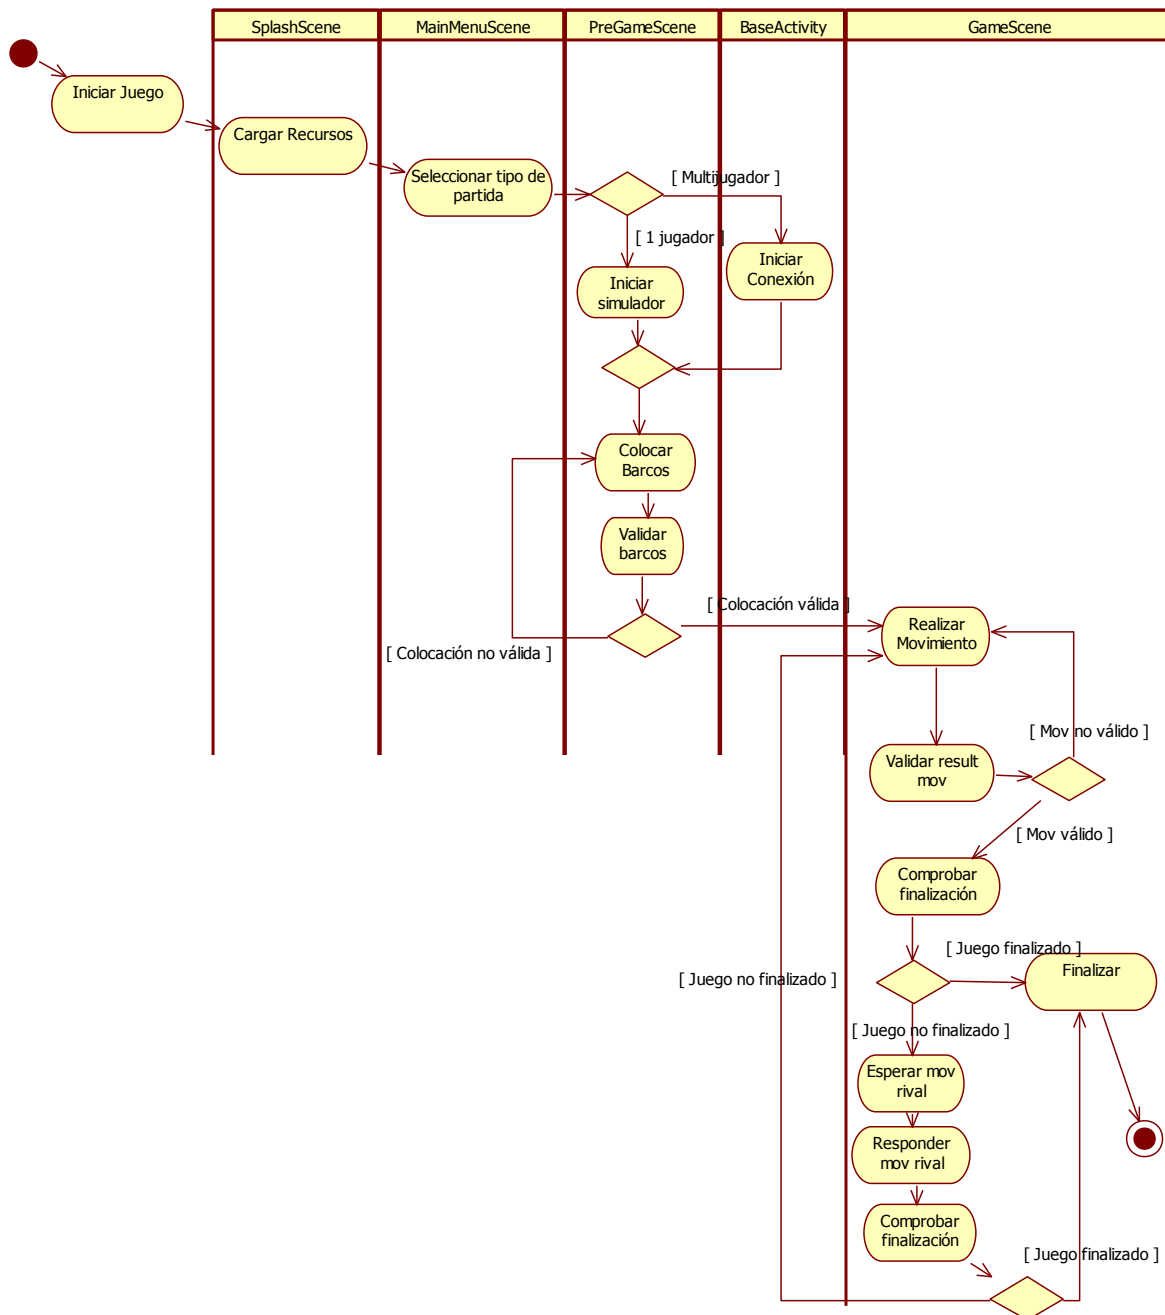 SplashScene
MainMenuScene
PreGameScene
BaseActivity
GameScene
Iniciar Juego
Cargar Recursos
Seleccionar tipo de
partida
[ Multijugador ]
[ 1 jugador ]
Iniciar
Conexión
Iniciar
simulador
Colocar
Barcos
Validar
barcos
[ Colocación válida ]
[ Colocación no válida ]
Realizar
Movimiento
[ Mov no válido ]
Validar result
mov
[ Mov válido ]
Comprobar
finalización
[ Juego finalizado ]
Finalizar
[ Juego no finalizado ]
[ Juego no finalizado ]
Esperar mov
rival
Responder
mov rival
Comprobar
finalización
[ Juego finalizado ]